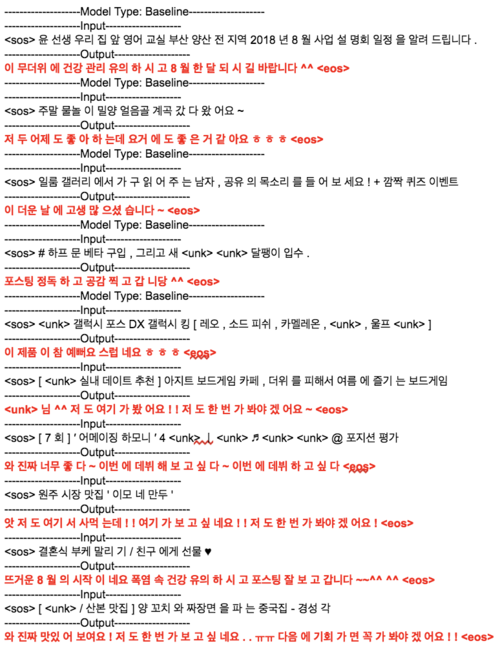 --------------------Model Type: Baseline--------------------
--------------------Input--------------------
<sos> 윤 선생 우리 집 앞 영어 교실 부산 양산 전 지역 2018 년 8 월 사업 설 명회 일정 을 알려 드립니다 .
--------------------Output--------------------
이 무더위 에 건강 관리 유의 하 시 고 8 월 한 달 되 시 길 바랍니다 ^^ <eos>
--------------------Model Type: Baseline--------------------
--------------------Input--------------------
<sos> 주말 물놀 이 밀양 얼음골 계곡 갔 다 왔 어요 ~
--------------------Output--------------------
저 두 어제 도 좋 아 하 는데 요거 에 도 좋 은 거 같 아요 ㅎ ㅎ ㅎ <eos>
--------------------Model Type: Baseline--------------------
--------------------Input--------------------
<sos> 일룸 갤러리 에서 가 구 읽 어 주 는 남자 , 공유 의 목소리 를 들 어 보 세요 ! + 깜짝 퀴즈 이벤트
--------------------Output--------------------
이 더운 날 에 고생 많 으셨 습니다 ~ <eos>
--------------------Model Type: Baseline--------------------
--------------------Input--------------------
<sos> # 하프 문 베타 구입 , 그리고 새 <unk> <unk> 달팽이 입수 .
--------------------Output--------------------
포스팅 정독 하 고 공감 찍 고 갑 니당 ^^ <eos>
--------------------Model Type: Baseline--------------------
--------------------Input--------------------
<sos> <unk> 갤럭시 포스 DX 갤럭시 킹 [ 레오 , 소드 피쉬 , 카멜레온 , <unk> , 울프 <unk> ]
--------------------Output--------------------
이 제품 이 참 예뻐요 스럽 네요 ㅎ ㅎ ㅎ <eos>
--------------------Input--------------------
<sos> [ <unk> 실내 데이트 추천 ] 아지트 보드게임 카페 , 더위 를 피해서 여름 에 즐기 는 보드게임
--------------------Output--------------------
<unk> 님 ^^ 저 도 여기 가 봤 어요 ! ! 저 도 한 번 가 봐야 겠 어요 ~ <eos>
--------------------Input--------------------
<sos> [ 7 회 ] ' 어메이징 하모니 ' 4 <unk> ㅣ <unk> ♬ <unk> <unk> @ 포지션 평가
--------------------Output--------------------
와 진짜 너무 좋 다 ~ 이번 에 데뷔 해 보 고 싶 다 ~ 이번 에 데뷔 하 고 싶 다 <eos>
--------------------Input--------------------
<sos> 원주 시장 맛집 ' 이모 네 만두 '
--------------------Output--------------------
앗 저 도 여기 서 사먹 는데 ! ! 여기 가 보 고 싶 네요 ! ! 저 도 한 번 가 봐야 겠 어요 ! <eos>
--------------------Input--------------------
<sos> 결혼식 부케 말리 기 / 친구 에게 선물 ♥
--------------------Output--------------------
뜨거운 8 월 의 시작 이 네요 폭염 속 건강 유의 하 시 고 포스팅 잘 보 고 갑니다 ~~^^ ^^ <eos>
--------------------Input--------------------
<sos> [ <unk> / 산본 맛집 ] 양 꼬치 와 짜장면 을 파 는 중국집 - 경성 각
--------------------Output--------------------
와 진짜 맛있 어 보여요 ! 저 도 한 번 가 보 고 싶 네요 . . ㅠㅠ 다음 에 기회 가 면 꼭 가 봐야 겠 어요 ! ! <eos>